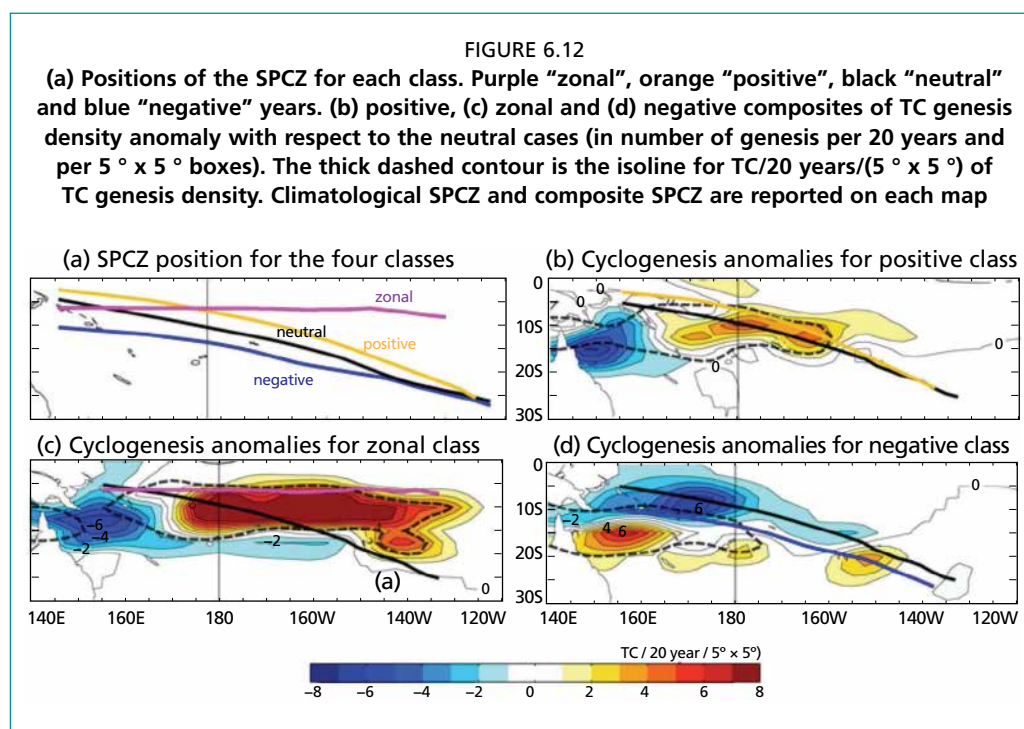 FIGURE 6.12
(a) Positions of the SPCZ for each class. Purple “zonal”, orange “positive”, black “neutral”
and blue “negative” years. (b) positive, (c) zonal and (d) negative composites of TC genesis
density anomaly with respect to the neutral cases (in number of genesis per 20 years and
per 5 ° x 5 ° boxes). The thick dashed contour is the isoline for TC/20 years/(5 ° x 5 °) of
TC genesis density. Climatological SPCZ and composite SPCZ are reported on each map
(a) SPCZ position for the four classes
zonal
neutral
positive
negative
(b) Cyclogenesis anomalies for positive class
0
10S
20S
30S
0
0
0
0
(c) Cyclogenesis anomalies for zonal class
−6
−4
−2
−2
(a)
0
140E 160E 180 160W 140W 120W
(d) Cyclogenesis anomalies for negative class
0
10S
20S
30S
−2
4 6
6
0
140E 160E 180 160W 140W 120W
TC / 20 year / 5° × 5°)
−8 −6 −4 −2 0 2 4 6 8